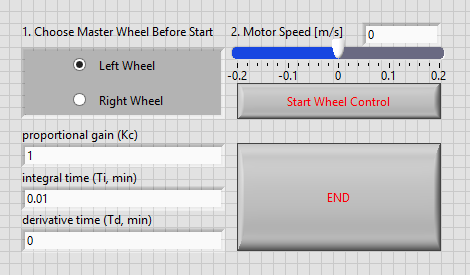 1. Choose Master Wheel Before Start
2. Motor Speed [m/s]
0
Left Wheel
Right Wheel
-0.2 -0.1 0 0.1 0.2
Start Wheel Control
proportional gain (Kc)
1
integral time (Ti, min)
0.01
derivative time (Td, min)
0
END